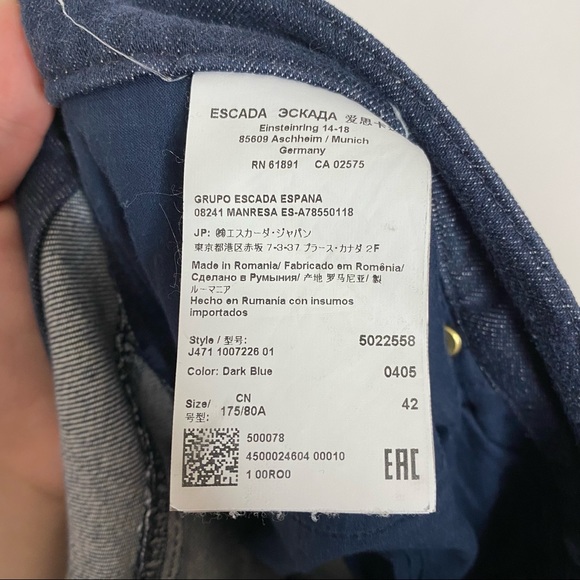 ESCADA ЭСКАДА 爱思卡
Einsteinring 14-18
85609 Aschheim / Munich
Germany
RN 61891 CA 02575
GRUPO ESCADA ESPANA
08241 MANRESA ES-A78550118
JP: ㈱エスカーダ・ジャパン
東京都港区赤坂 7-3-37 プラース・カナダ 2F
Made in Romania/ Fabricado em Romênia/
Сделано в Румыния/ 产地 罗马尼亚/ 製
ルーマニア
Hecho en Rumania con insumos
importados
Style / 型号: 5022558
J471 1007226 01
Color: Dark Blue 0405
Size/ CN 42
号型: 175/80A
500078
4500024604 00010
1 00RO0
EAC